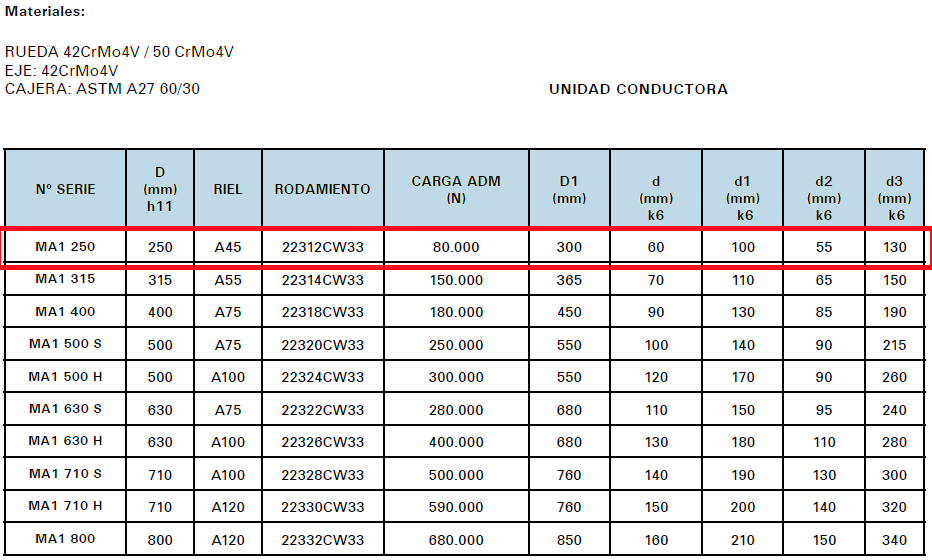 Materiales:
RUEDA 42CrMo4V / 50 CrMo4V
EJE: 42CrMo4V
CAJERA: ASTM A27 60/30
UNIDAD CONDUCTORA
Nº SERIE D (mm) h11 RIEL RODAMIENTO CARGA ADM (N) D1 (mm) d (mm) k6 d1 (mm) k6 d2 (mm) k6 d3 (mm) k6
MA1 250 250 A45 22312CW33 80.000 300 60 100 55 130
MA1 315 315 A55 22314CW33 150.000 365 70 110 65 150
MA1 400 400 A75 22318CW33 180.000 450 90 130 85 190
MA1 500 S 500 A75 22320CW33 250.000 550 100 140 90 215
MA1 500 H 500 A100 22324CW33 300.000 550 120 170 90 260
MA1 630 S 630 A75 22322CW33 280.000 680 110 150 95 240
MA1 630 H 630 A100 22326CW33 400.000 680 130 180 110 280
MA1 710 S 710 A100 22328CW33 500.000 760 140 190 130 300
MA1 710 H 710 A120 22330CW33 590.000 760 150 200 140 320
MA1 800 800 A120 22332CW33 680.000 850 160 210 150 340